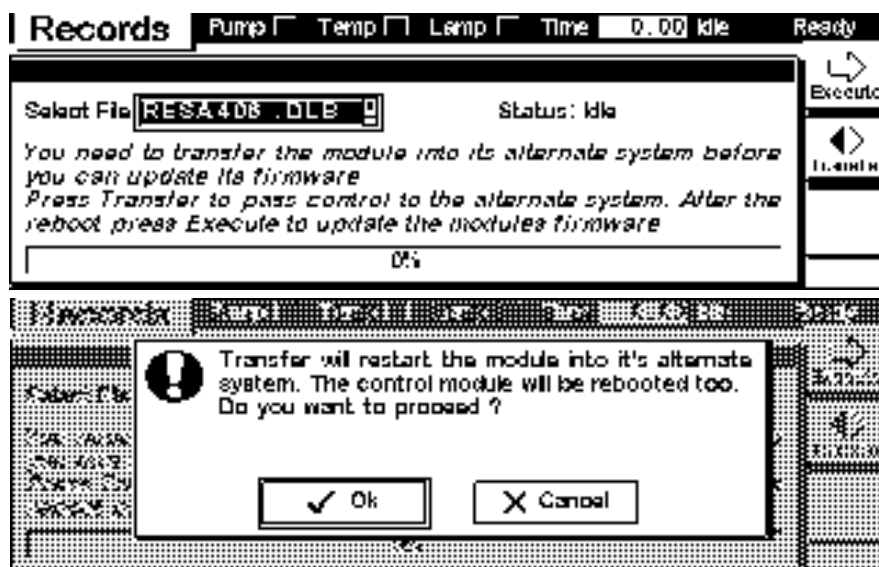 Records Pump Temp Lamp Time 0.00 Idle Ready
Execute
Select File RESA406 .DLB Status: Idle
You need to transfer the module into its alternate system before
you can update its firmware
Press Transfer to pass control to the alternate system. After the
reboot press Execute to update the modules firmware
0%
Transfer will restart the module into it's alternate
system. The control module will be rebooted too.
Do you want to proceed ?
Ok Cancel